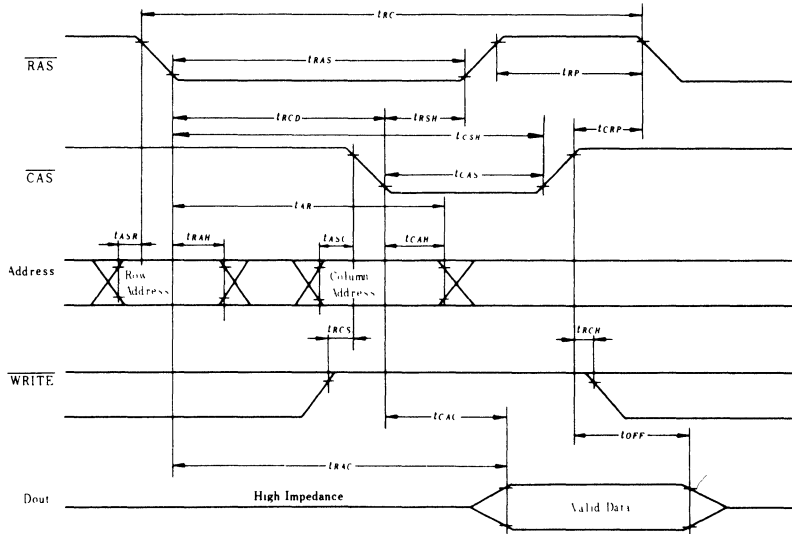 tRC
RAS
tRAS
tRP
tRCD
tRSH
tCSH
tCRP
CAS
tCAS
tAR
tASR
tRAH
tASC
tCAH
Address
Row
Address
Column
Address
tRCS
tRCH
WRITE
tCAC
tOFF
tRAC
Dout
High Impedance
Valid Data